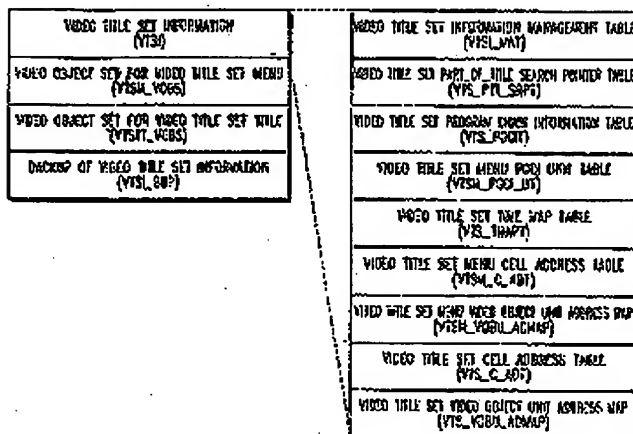 VIDEO TITLE SET INFORMATION
(VTSI)
VIDEO OBJECT SET FOR VIDEO TITLE SET MENU
(VTSM_VOBS)
VIDEO OBJECT SET FOR VIDEO TITLE SET TITLE
(VTSTT_VOBS)
BACKUP OF VIDEO TITLE SET INFORMATION
(VTSI_BUP)
VIDEO TITLE SET INFORMATION MANAGEMENT TABLE
(VTSI_MAT)
VIDEO TITLE SET PART_OF_TITLE SEARCH POINTER TABLE
(VTS_PTT_SRPT)
VIDEO TITLE SET PROGRAM CHAIN INFORMATION TABLE
(VTS_PGCIT)
VIDEO TITLE SET MENU PGCI UNIT TABLE
(VTSM_PGCI_UT)
VIDEO TITLE SET TIME MAP TABLE
(VTS_TMAPT)
VIDEO TITLE SET MENU CELL ADDRESS TABLE
(VTSM_C_ADT)
VIDEO TITLE SET MENU VIDEO OBJECT UNIT ADDRESS MAP
(VTSM_VOBU_ADMAP)
VIDEO TITLE SET CELL ADDRESS TABLE
(VTS_C_ADT)
VIDEO TITLE SET VIDEO OBJECT UNIT ADDRESS MAP
(VTS_VOBU_ADMAP)